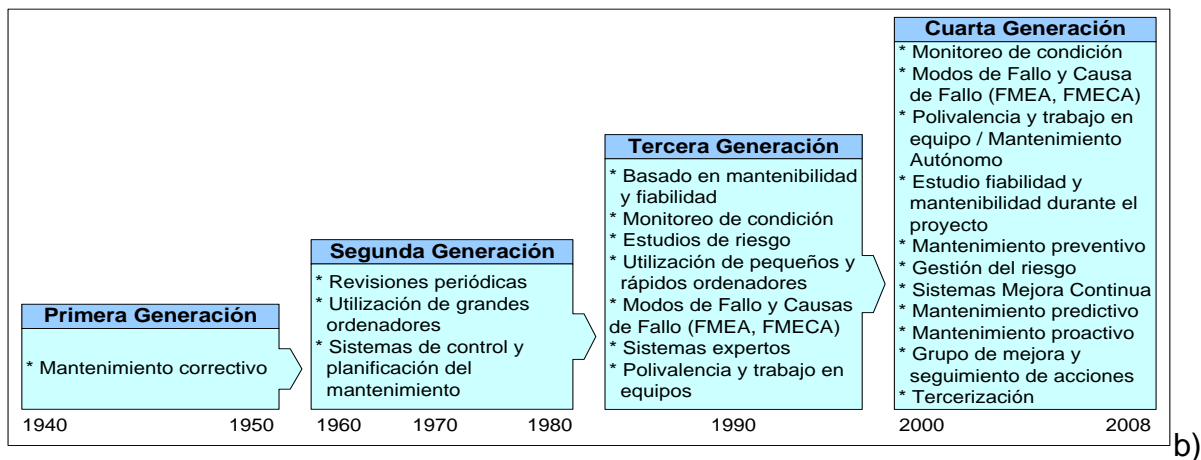 Primera Generación
* Mantenimiento correctivo
1940
1950
Segunda Generación
* Revisiones periódicas
* Utilización de grandes
ordenadores
* Sistemas de control y
planificación del
mantenimiento
1960
1970
1980
Tercera Generación
* Basado en mantenibilidad
y fiabilidad
* Monitoreo de condición
* Estudios de riesgo
* Utilización de pequeños y
rápidos ordenadores
* Modos de Fallo y Causas
de Fallo (FMEA, FMECA)
* Sistemas expertos
* Polivalencia y trabajo en
equipos
1990
Cuarta Generación
* Monitoreo de condición
* Modos de Fallo y Causa
de Fallo (FMEA, FMECA)
* Polivalencia y trabajo en
equipo / Mantenimiento
Autónomo
* Estudio fiabilidad y
mantenibilidad durante el
proyecto
* Mantenimiento preventivo
* Gestión del riesgo
* Sistemas Mejora Continua
* Mantenimiento predictivo
* Mantenimiento proactivo
* Grupo de mejora y
seguimiento de acciones
* Tercerización
2000
2008
b)